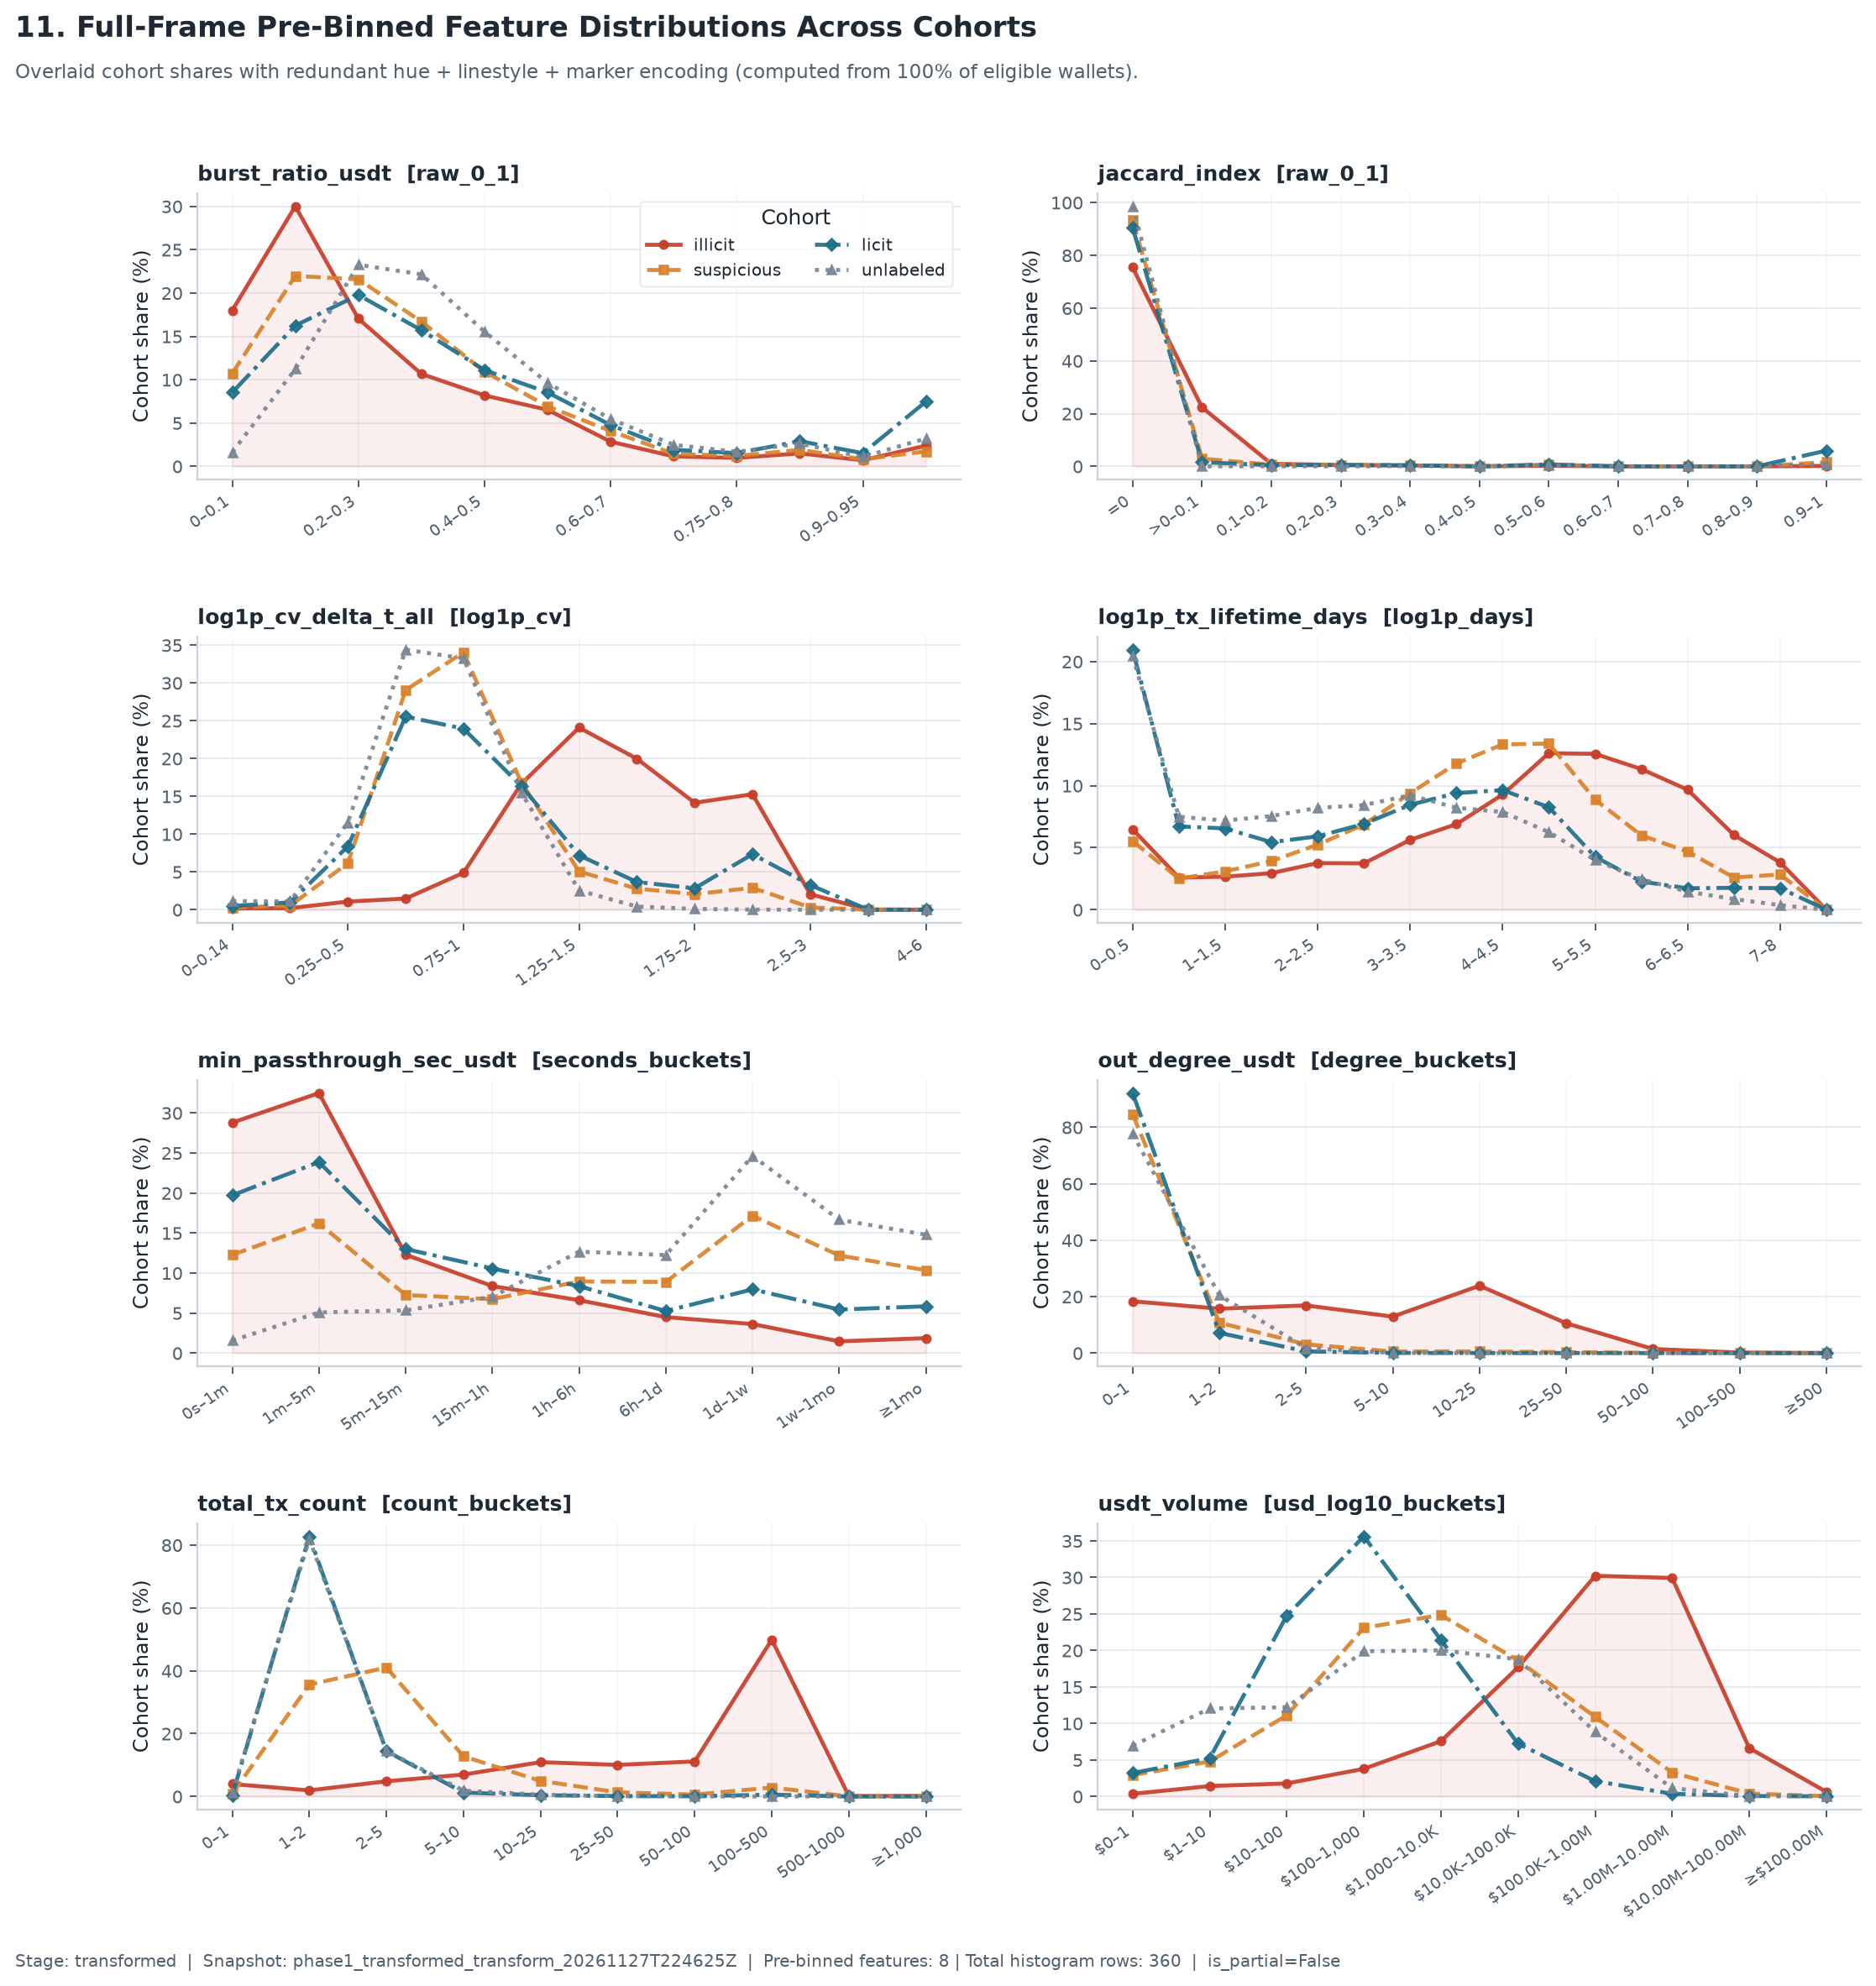 11. Full-Frame Pre-Binned Feature Distributions Across Cohorts
Overlaid cohort shares with redundant hue + linestyle + marker encoding (computed from 100% of eligible wallets).
burst_ratio_usdt [raw_0_1]
Cohort share (%)
30
25
20
15
10
5
0
Cohort
illicit
suspicious
licit
unlabeled
0–0.1
0.2–0.3
0.4–0.5
0.6–0.7
0.75–0.8
0.9–0.95
jaccard_index [raw_0_1]
Cohort share (%)
100
80
60
40
20
0
=0
>0–0.1
0.1–0.2
0.2–0.3
0.3–0.4
0.4–0.5
0.5–0.6
0.6–0.7
0.7–0.8
0.8–0.9
0.9–1
log1p_cv_delta_t_all [log1p_cv]
Cohort share (%)
35
30
25
20
15
10
5
0
0–0.14
0.25–0.5
0.75–1
1.25–1.5
1.75–2
2.5–3
4–6
log1p_tx_lifetime_days [log1p_days]
Cohort share (%)
20
15
10
5
0
0–0.5
1–1.5
2–2.5
3–3.5
4–4.5
5–5.5
6–6.5
7–8
min_passthrough_sec_usdt [seconds_buckets]
Cohort share (%)
30
25
20
15
10
5
0
0s–1m
1m–5m
5m–15m
15m–1h
1h–6h
6h–1d
1d–1w
1w–1mo
≥1mo
out_degree_usdt [degree_buckets]
Cohort share (%)
80
60
40
20
0
0–1
1–2
2–5
5–10
10–25
25–50
50–100
100–500
≥500
total_tx_count [count_buckets]
Cohort share (%)
80
60
40
20
0
0–1
1–2
2–5
5–10
10–25
25–50
50–100
100–500
500–1000
≥1,000
usdt_volume [usd_log10_buckets]
Cohort share (%)
35
30
25
20
15
10
5
0
$0–1
$1–10
$10–100
$100–1,000
$1,000–10.0K
$10.0K–100.0K
$100.0K–1.00M
$1.00M–10.00M
$10.00M–100.00M
≥$100.00M
Stage: transformed | Snapshot: phase1_transformed_transform_20261127T224625Z | Pre-binned features: 8 | Total histogram rows: 360 | is_partial=False